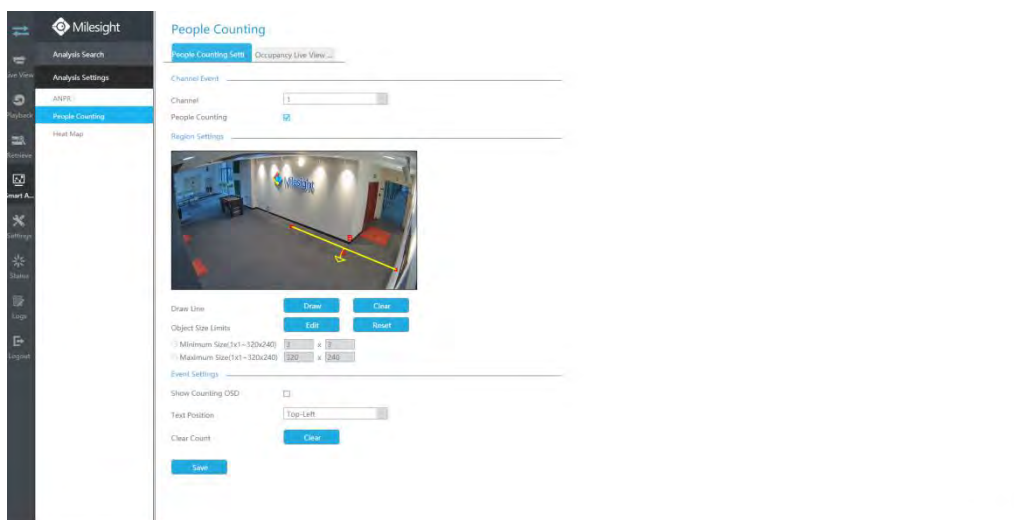 Milesight
People Counting
Analysis Search
People Counting Setti
Occupancy Live View ...
Live View
Analysis Settings
Channel Event
ANPR
Channel
1
Playback
People Counting
People Counting
Heat Map
Region Settings
Retrieve
Milesight
Smart A...
Settings
Status
Logs
Draw Line
Draw
Clear
Object Size Limits
Edit
Reset
Minimum Size(1x1~320x240)
3
x
3
Logout
Maximum Size(1x1~320x240)
320
x
240
Event Settings
Show Counting OSD
Text Position
Top-Left
Clear Count
Clear
Save